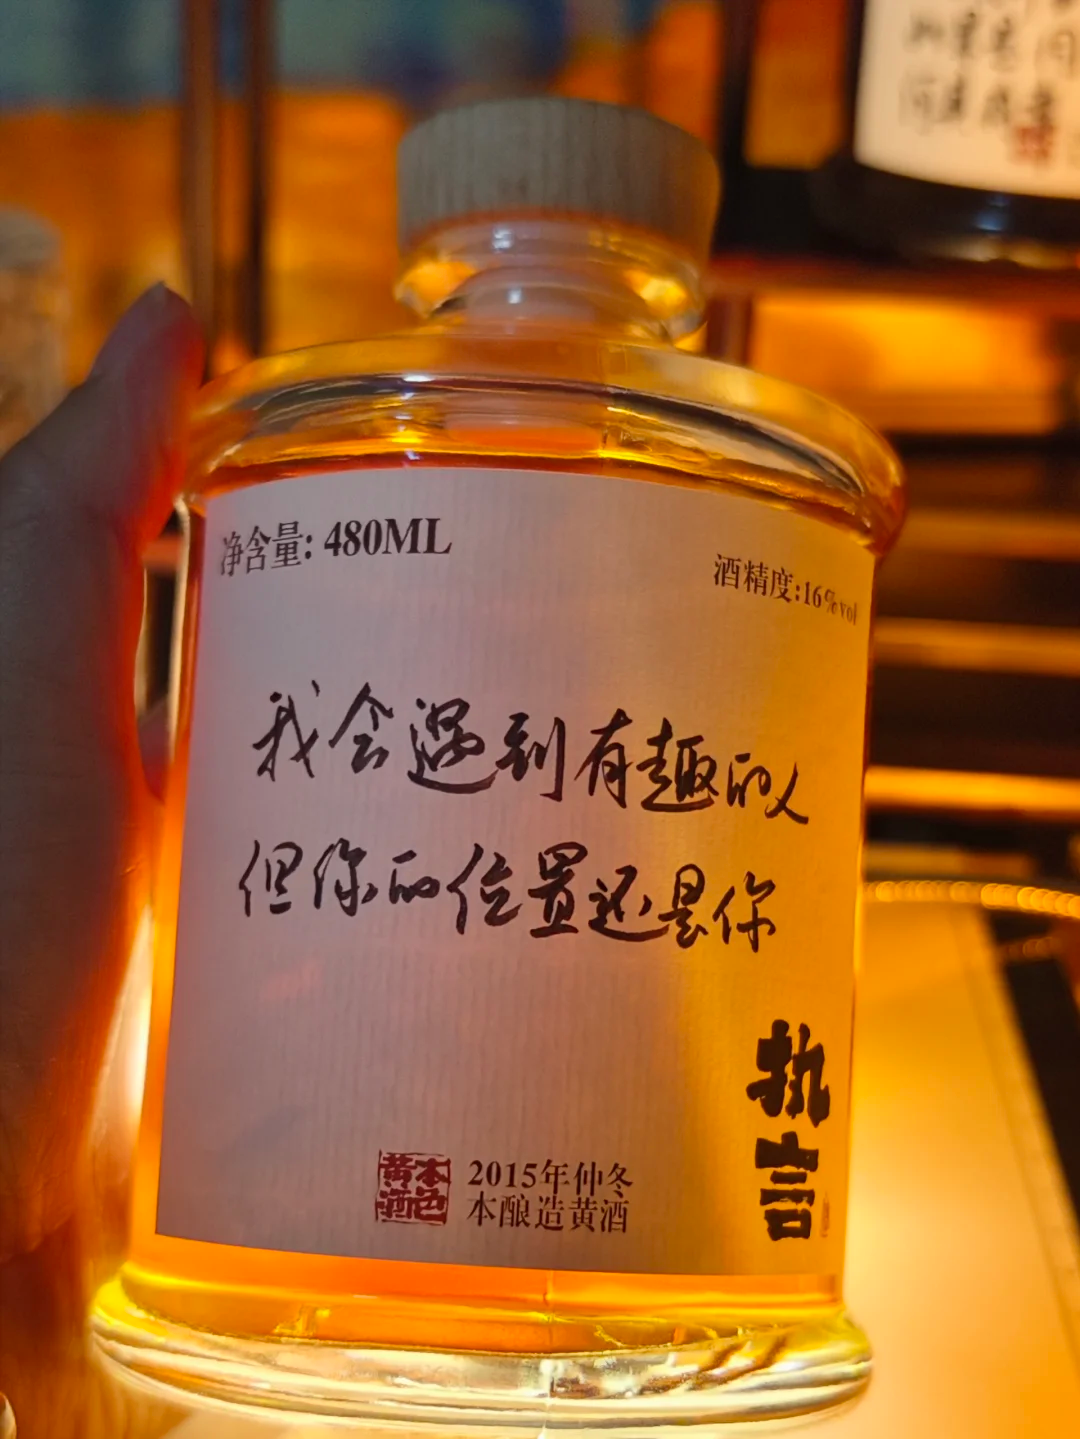 净含量: 480ML
酒精度:16%vol
我会遇到有趣的人
但你的位置还是你
执言
本色
黄酒
2015年仲冬
本酿造黄酒